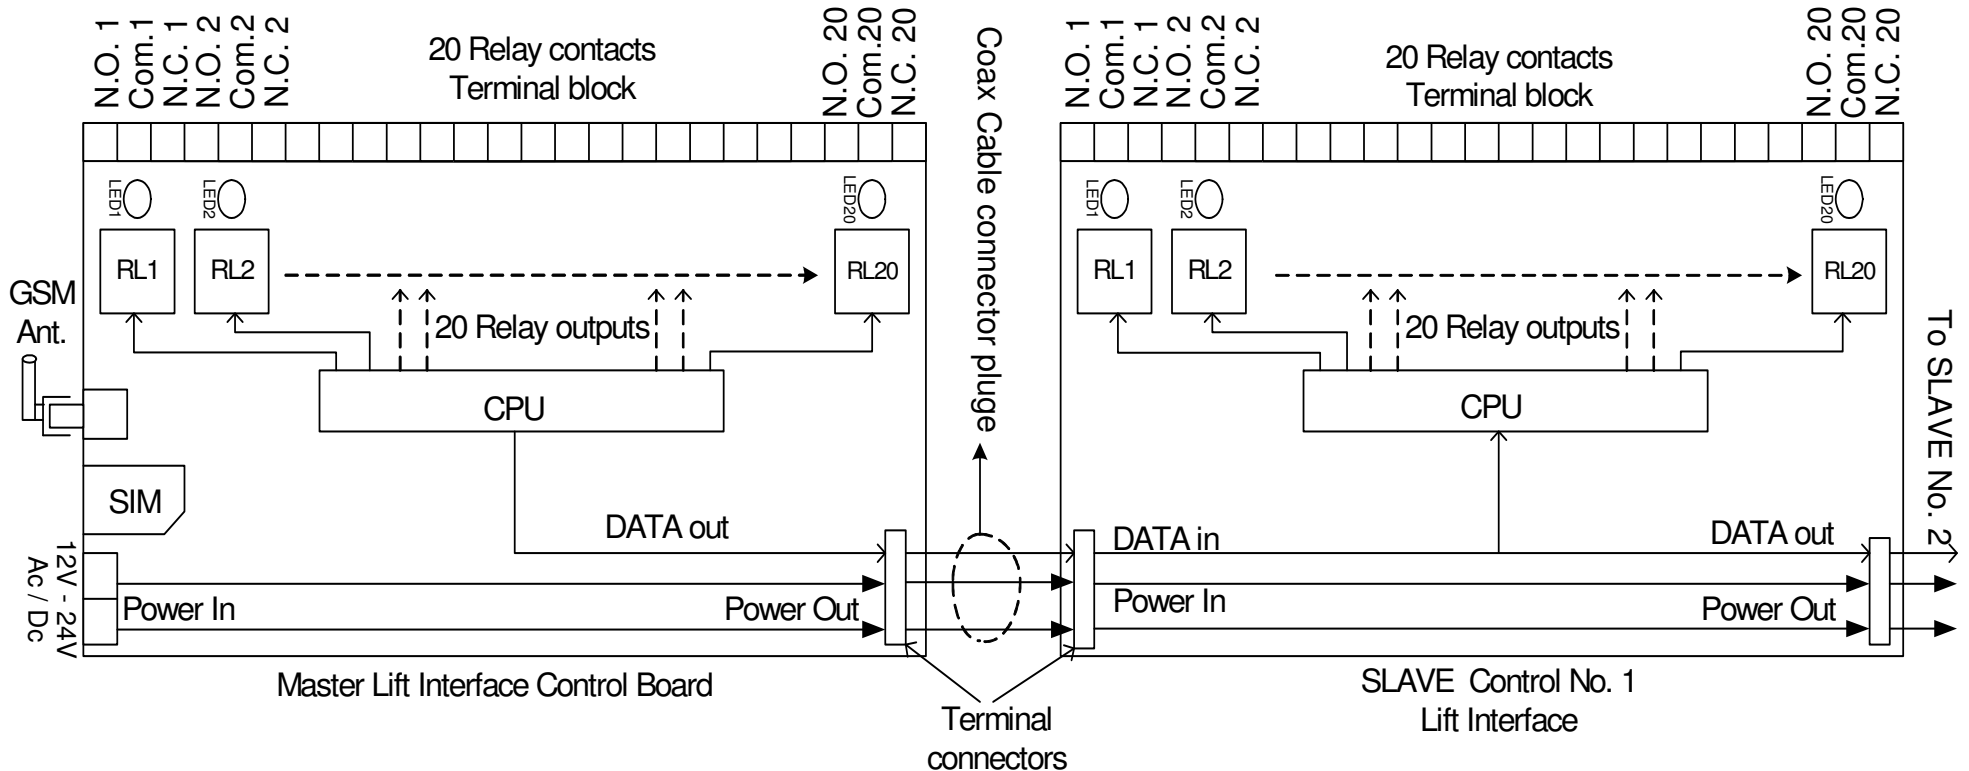 N.O. 1
Com.1
N.C. 1
N.O. 2
Com.2
N.C. 2
20 Relay contacts
Terminal block
N.O. 20
Com.20
N.C. 20
LED1
LED2
LED20
RL1
RL2
RL20
GSM
Ant.
20 Relay outputs
CPU
SIM
DATA out
12V - 24V
Ac / Dc
Power In
Power Out
Master Lift Interface Control Board
Coax Cable connector pluge
Terminal
connectors
N.O. 1
Com.1
N.C. 1
N.O. 2
Com.2
N.C. 2
20 Relay contacts
Terminal block
N.O. 20
Com.20
N.C. 20
LED1
LED2
LED20
RL1
RL2
RL20
20 Relay outputs
CPU
DATA in
DATA out
Power In
Power Out
To SLAVE No. 2
SLAVE Control No. 1
Lift Interface